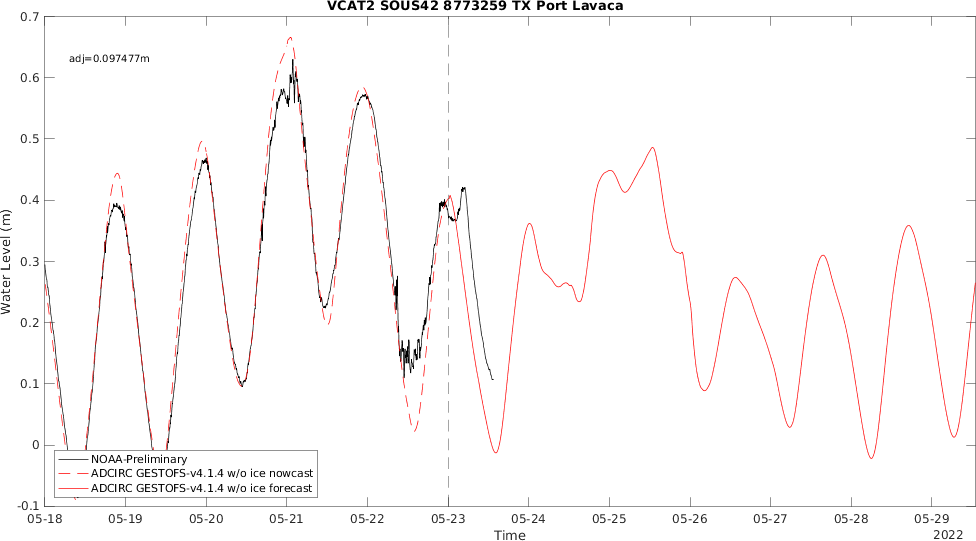 VCAT2 SOUS42 8773259 TX Port Lavaca
0.7
adj=0.097477m
0.6
0.5
0.4
0.3
0.2
0.1
0
-0.1
Water Level (m)
NOAA-Preliminary
ADCIRC GESTOFS-v4.1.4 w/o ice nowcast
ADCIRC GESTOFS-v4.1.4 w/o ice forecast
05-18 05-19 05-20 05-21 05-22 05-23 05-24 05-25 05-26 05-27 05-28 05-29
Time
2022